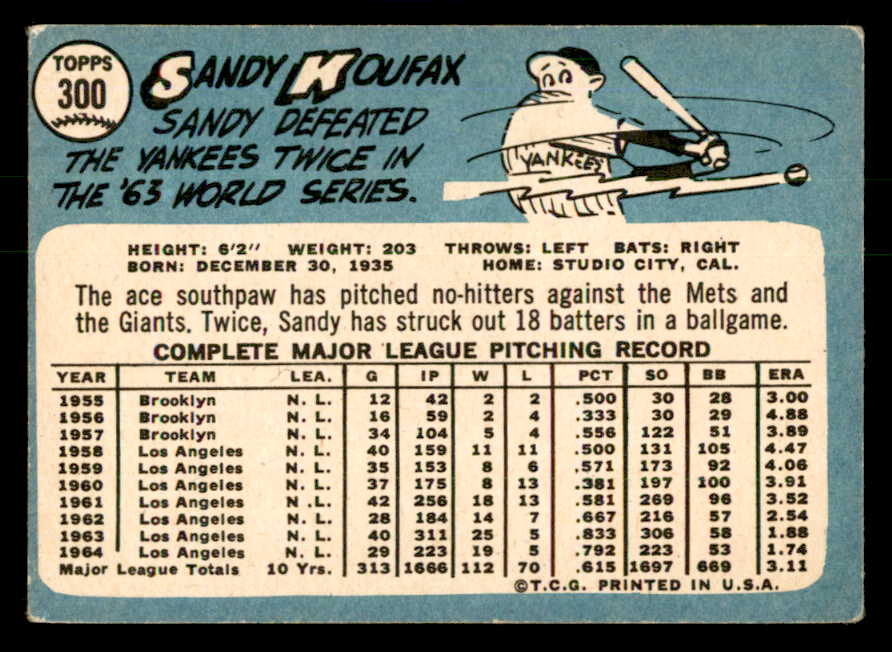 TOPPS
300
SANDY KOUFAX
SANDY DEFEATED
THE YANKEES TWICE IN
THE '63 WORLD SERIES.
YANKEES
HEIGHT: 6'2" WEIGHT: 203 THROWS: LEFT BATS: RIGHT
BORN: DECEMBER 30, 1935 HOME: STUDIO CITY, CAL.
The ace southpaw has pitched no-hitters against the Mets and
the Giants. Twice, Sandy has struck out 18 batters in a ballgame.
COMPLETE MAJOR LEAGUE PITCHING RECORD
YEAR TEAM LEA. G IP W L PCT SO BB ERA
1955 Brooklyn N. L. 12 42 2 2 .500 30 28 3.00
1956 Brooklyn N. L. 16 59 2 4 .333 30 29 4.88
1957 Brooklyn N. L. 34 104 5 4 .556 122 51 3.89
1958 Los Angeles N. L. 40 159 11 11 .500 131 105 4.47
1959 Los Angeles N. L. 35 153 8 6 .571 173 92 4.06
1960 Los Angeles N. L. 37 175 8 13 .381 197 100 3.91
1961 Los Angeles N .L. 42 256 18 13 .581 269 96 3.52
1962 Los Angeles N. L. 28 184 14 7 .667 216 57 2.54
1963 Los Angeles N. L. 40 311 25 5 .833 306 58 1.88
1964 Los Angeles N. L. 29 223 19 5 .792 223 53 1.74
Major League Totals 10 Yrs. 313 1666 112 70 .615 1697 669 3.11
©T.C.G. PRINTED IN U.S.A.